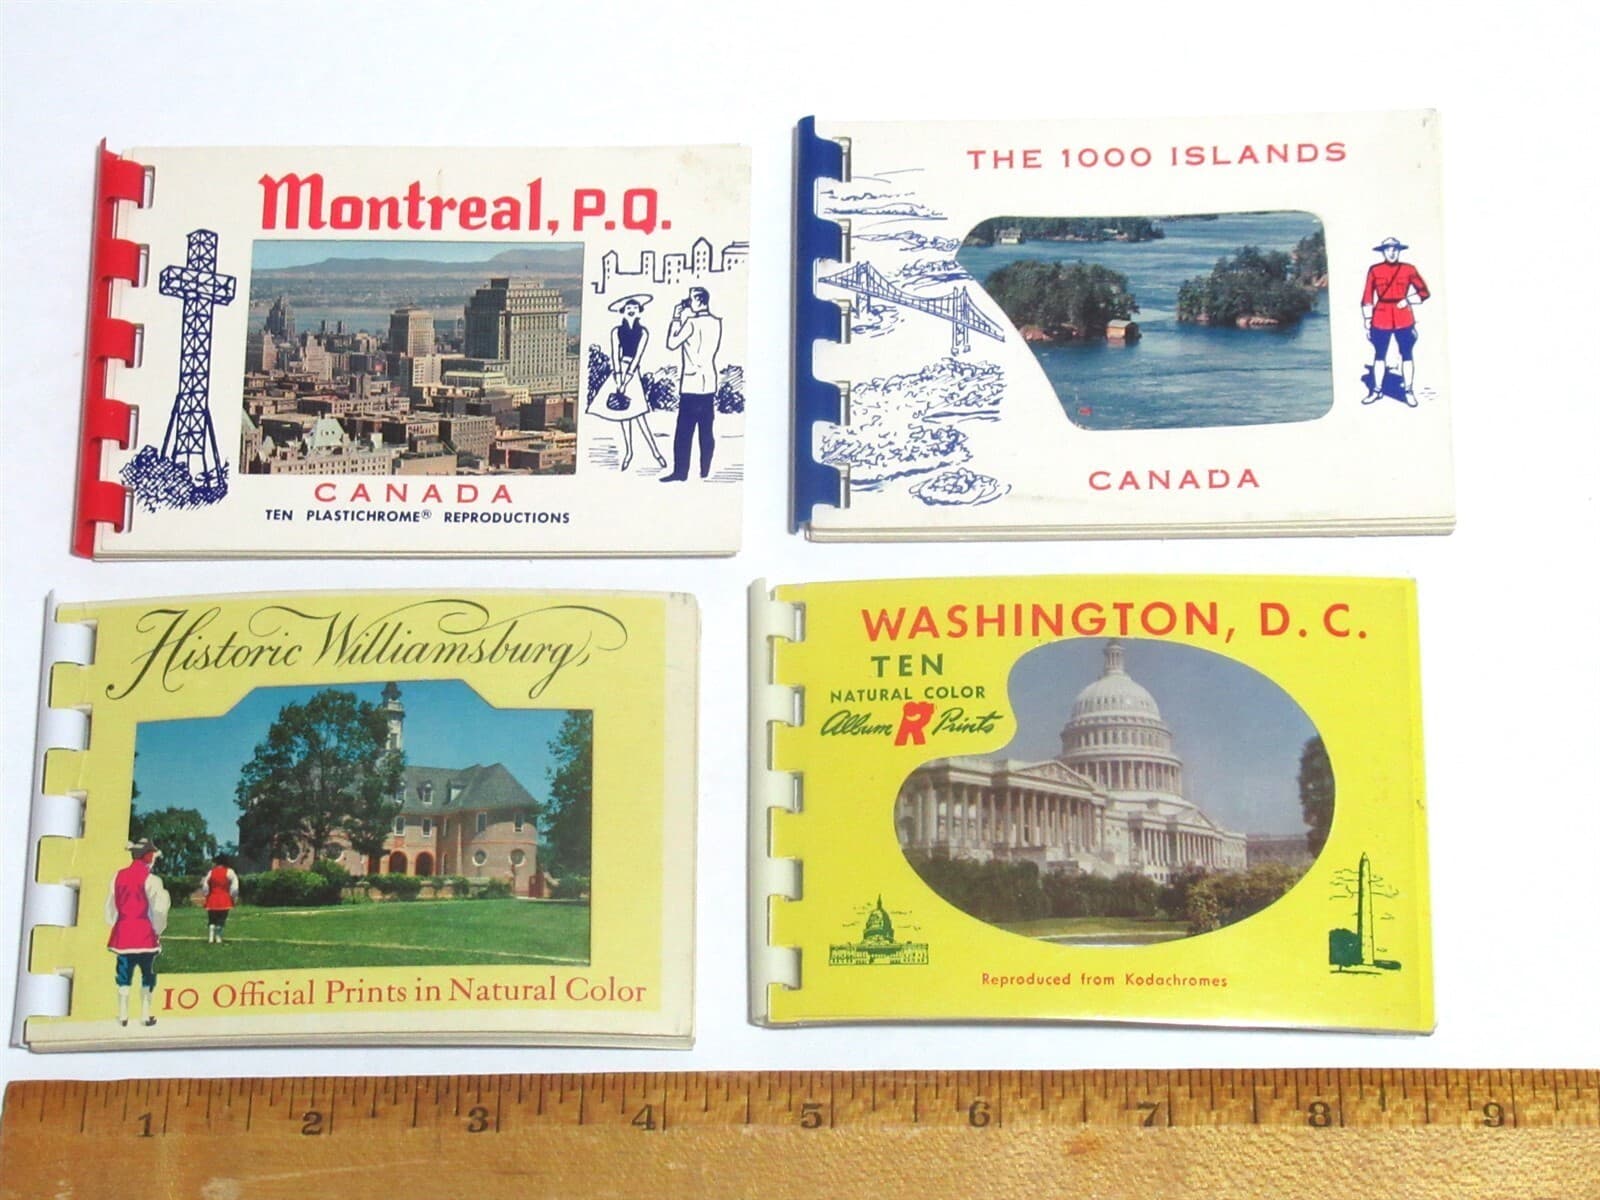 Montreal, P.Q.
CANADA
TEN PLASTICHROME® REPRODUCTIONS
THE 1000 ISLANDS
CANADA
Historic Williamsburg,
10 Official Prints in Natural Color
WASHINGTON, D. C.
TEN
NATURAL COLOR
Album R Prints
Reproduced from Kodachromes
1 2 3 4 5 6 7 8 9